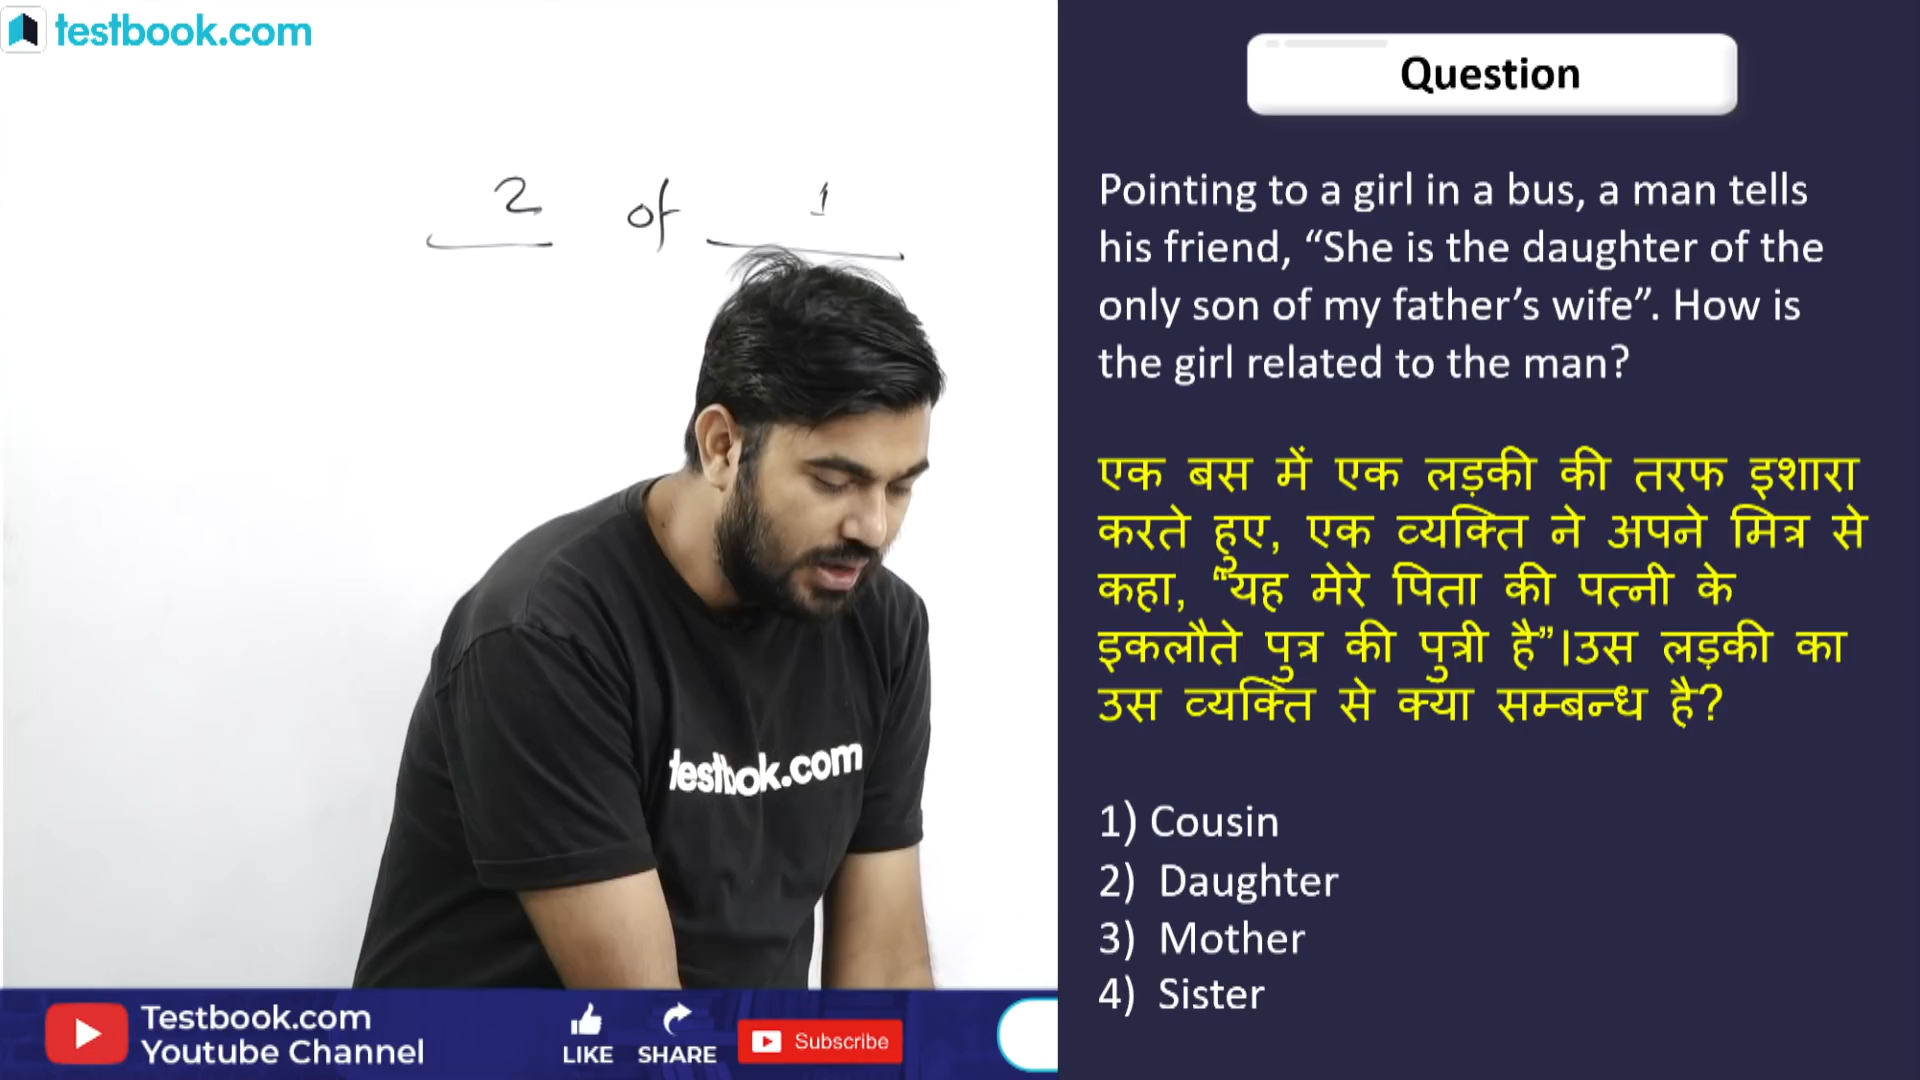 testbook.com
2 of 1
testbook.com
Testbook.com
Youtube Channel
LIKE
SHARE
Subscribe
Question
Pointing to a girl in a bus, a man tells
his friend, “She is the daughter of the
only son of my father’s wife”. How is
the girl related to the man?
एक बस में एक लड़की की तरफ इशारा
करते हुए, एक व्यक्ति ने अपने मित्र से
कहा, “यह मेरे पिता की पत्नी के
इकलौते पुत्र की पुत्री है”।उस लड़की का
उस व्यक्ति से क्या सम्बन्ध है?
1) Cousin
2) Daughter
3) Mother
4) Sister